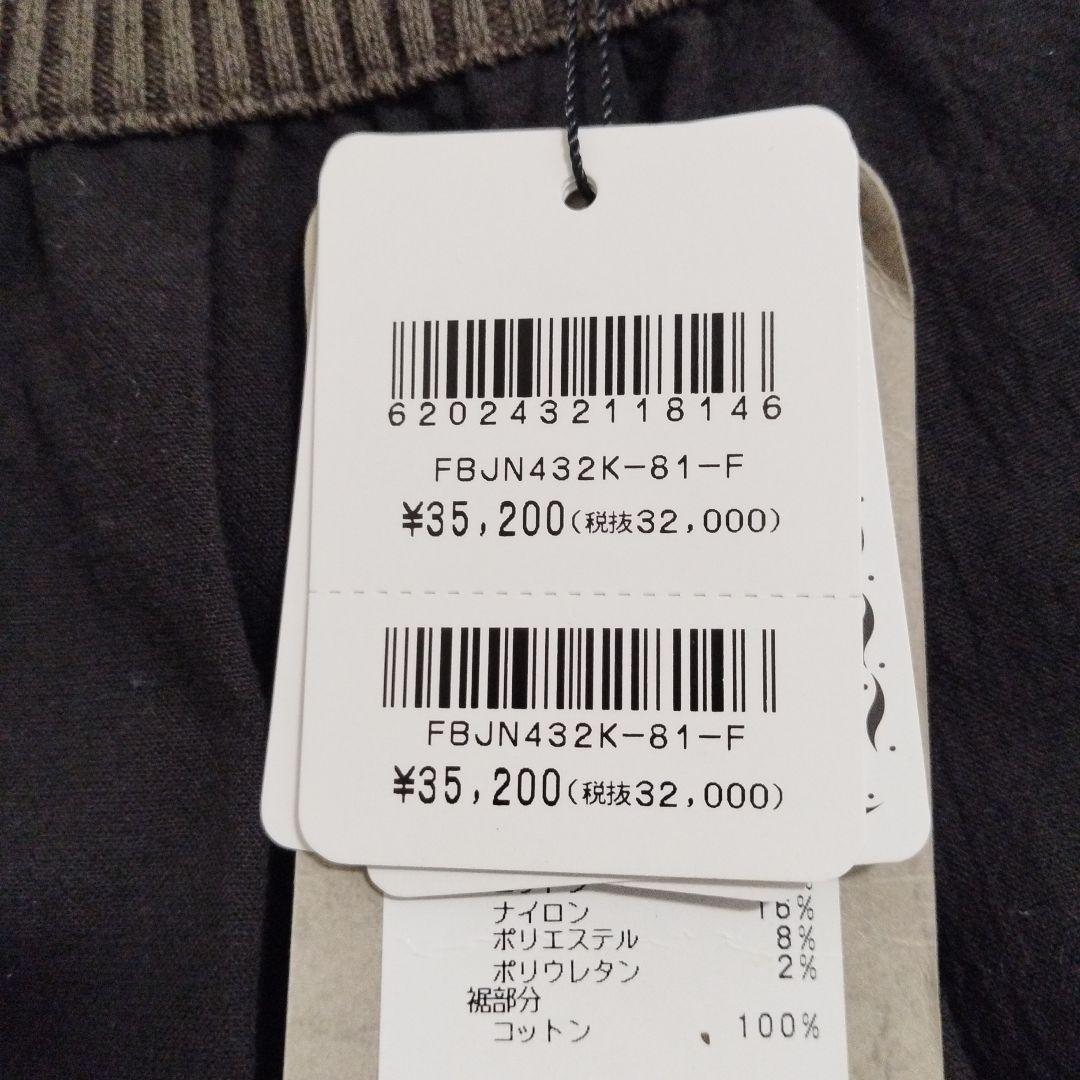 6202432118146
FBJN432K-81-F
¥35,200(税抜32,000)
FBJN432K-81-F
¥35,200(税抜32,000)
ナイロン 16%
ポリエステル 8%
ポリウレタン 2%
裾部分
コットン 100%